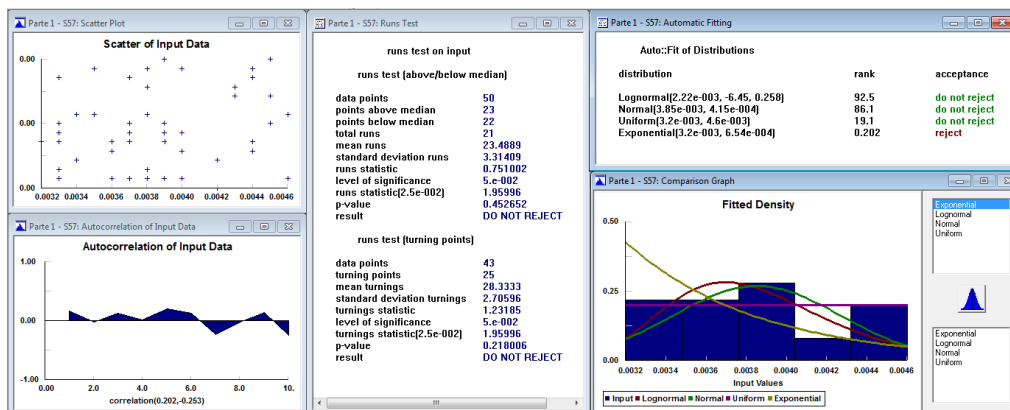 Parte 1 - S57: Scatter Plot
Scatter of Input Data
0.00
0.00
0.00
0.0032 0.0034 0.0036 0.0038 0.0040 0.0042 0.0044 0.0046
Parte 1 - S57: Autocorrelation of Input Data
Autocorrelation of Input Data
1.00
0.00
-1.00
0.00 2.0 4.0 6.0 8.0 10.
correlation(0.202,-0.253)
runs test on input
runs test (above/below median)
data points 50
points above median 23
points below median 22
total runs 21
mean runs 23.4889
standard deviation runs 3.31409
runs statistic 0.751002
level of significance 5.e-002
runs statistic(2.5e-002) 1.95996
p-value 0.452652
result DO NOT REJECT
runs test (turning points)
data points 43
turning points 25
mean turnings 28.3333
standard deviation turnings 2.70596
turnings statistic 1.23185
level of significance 5.e-002
turnings statistic(2.5e-002) 1.95996
p-value 0.218006
result DO NOT REJECT
Parte 1 - S57: Automatic Fitting
Auto::Fit of Distributions
distribution rank acceptance
Lognormal(2.22e-003, -6.45, 0.258) 92.5 do not reject
Normal(3.85e-003, 4.15e-004) 86.1 do not reject
Uniform(3.2e-003, 4.6e-003) 19.1 do not reject
Exponential(3.2e-003, 6.54e-004) 0.202 reject
Parte 1 - S57: Comparison Graph
Fitted Density
0.50
0.00
0.0032 0.0034 0.0036 0.0038 0.0040 0.0042 0.0044 0.0046
Input Values
Input Lognormal Normal Uniform Exponential
Exponential
Lognormal
Normal
Uniform
Exponential
Lognormal
Normal
Uniform